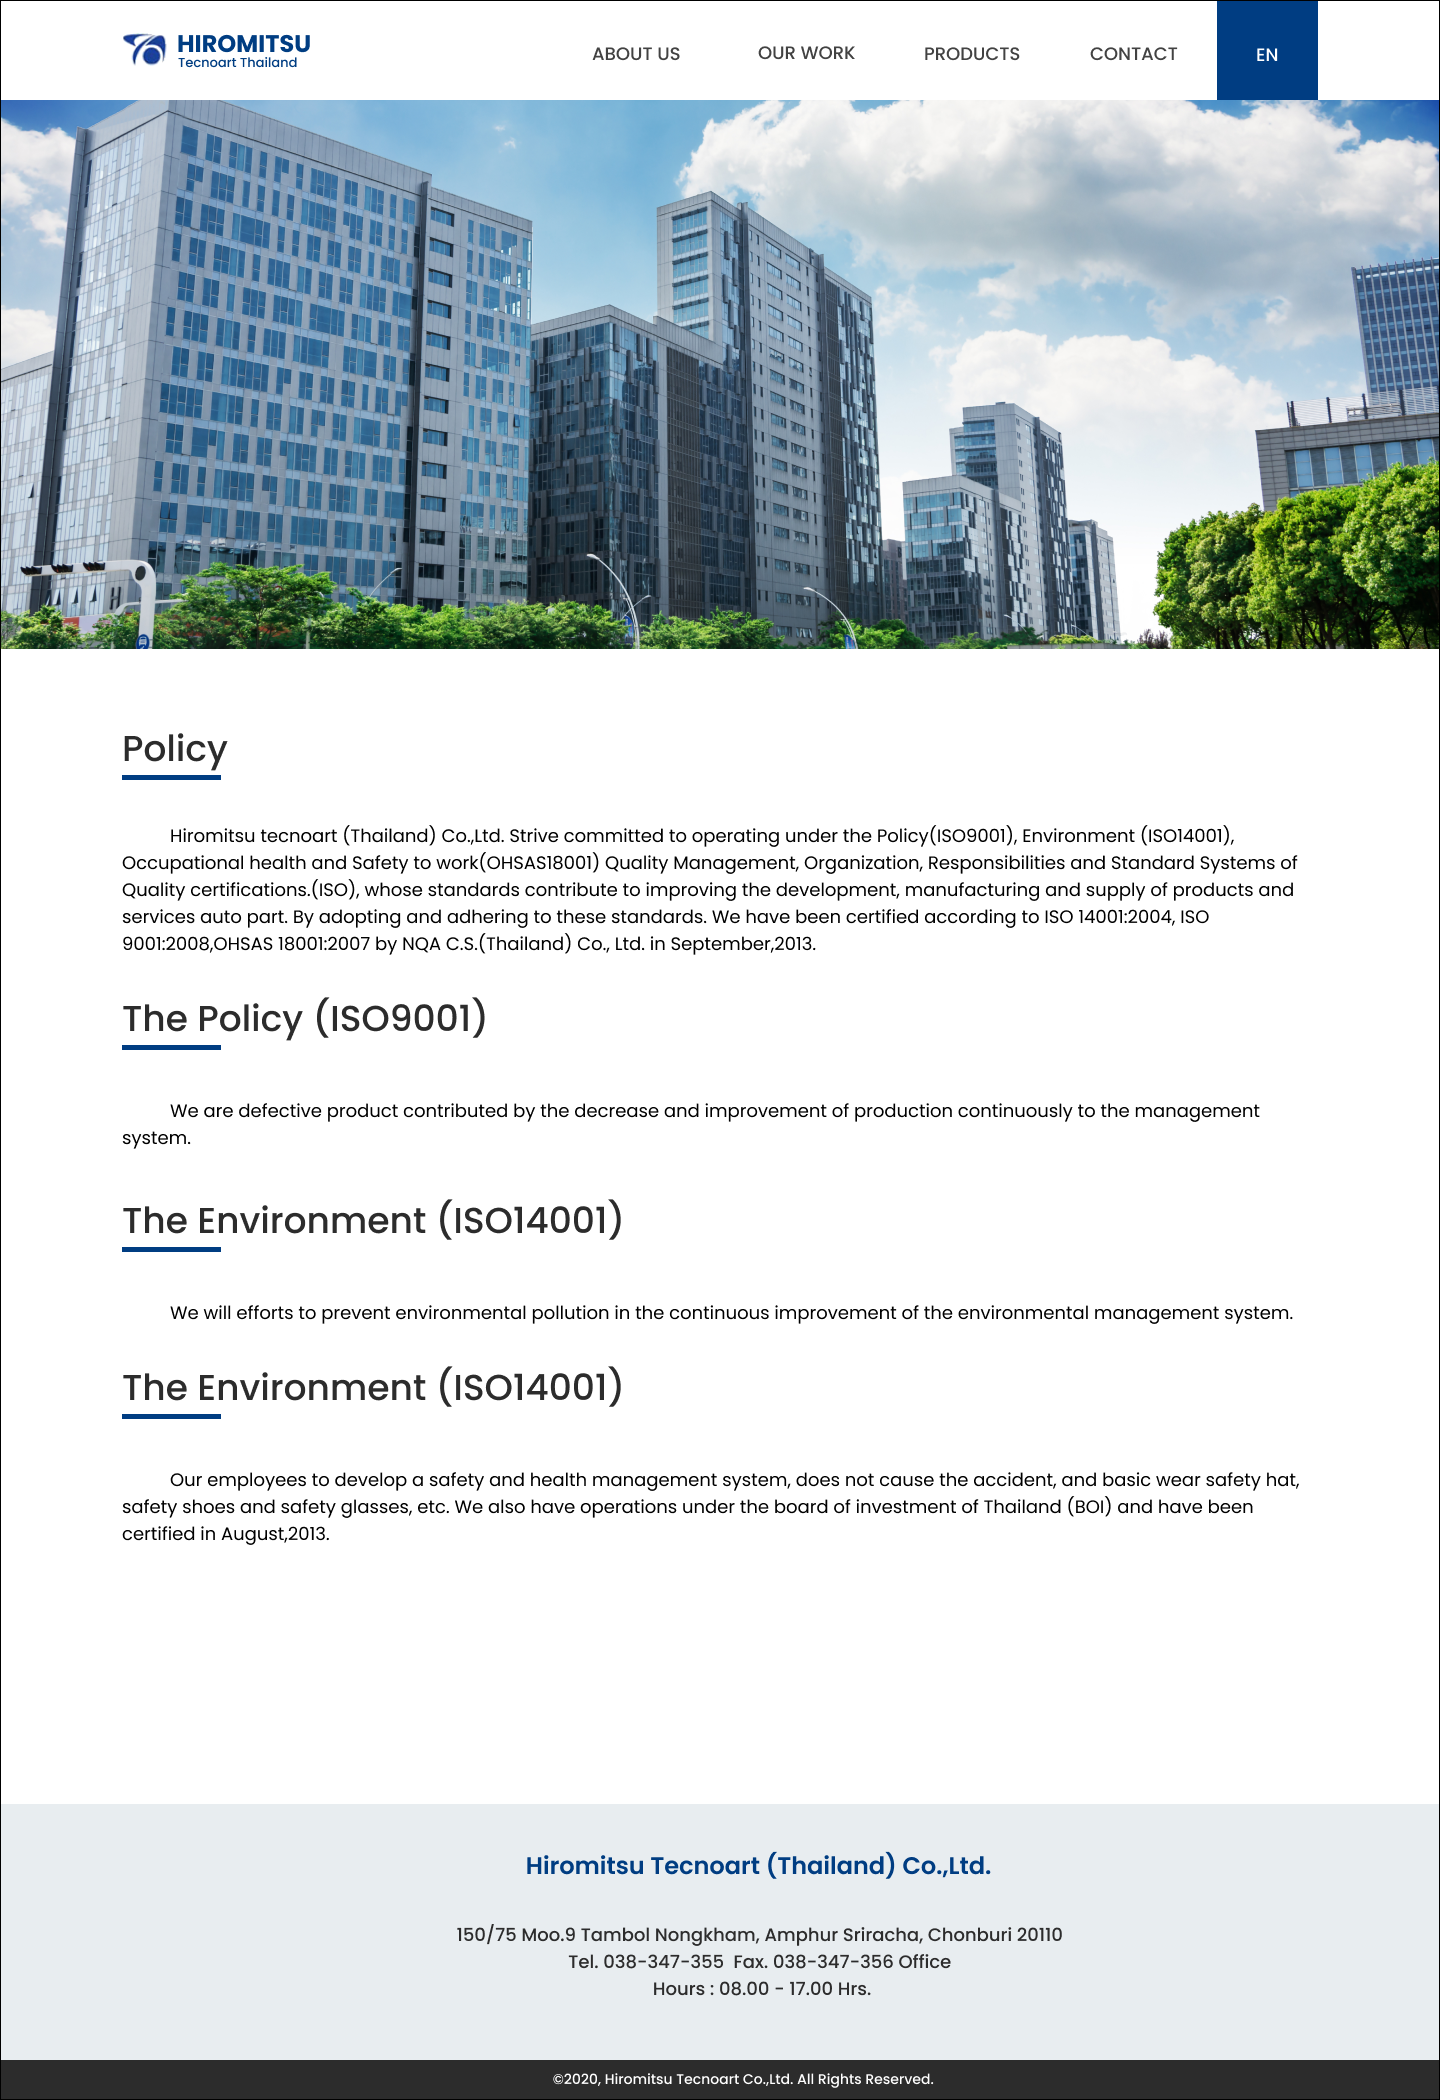 HIROMITSU
Tecnoart Thailand
ABOUT US
OUR WORK
PRODUCTS
CONTACT
EN
Policy
Hiromitsu tecnoart (Thailand) Co.,Ltd. Strive committed to operating under the Policy(ISO9001), Environment (ISO14001),
Occupational health and Safety to work(OHSAS18001) Quality Management, Organization, Responsibilities and Standard Systems of
Quality certifications.(ISO), whose standards contribute to improving the development, manufacturing and supply of products and
services auto part. By adopting and adhering to these standards. We have been certified according to ISO 14001:2004, ISO
9001:2008,OHSAS 18001:2007 by NQA C.S.(Thailand) Co., Ltd. in September,2013.
The Policy (ISO9001)
We are defective product contributed by the decrease and improvement of production continuously to the management
system.
The Environment (ISO14001)
We will efforts to prevent environmental pollution in the continuous improvement of the environmental management system.
The Environment (ISO14001)
Our employees to develop a safety and health management system, does not cause the accident, and basic wear safety hat,
safety shoes and safety glasses, etc. We also have operations under the board of investment of Thailand (BOI) and have been
certified in August,2013.
Hiromitsu Tecnoart (Thailand) Co.,Ltd.
150/75 Moo.9 Tambol Nongkham, Amphur Sriracha, Chonburi 20110
Tel. 038-347-355 Fax. 038-347-356 Office
Hours : 08.00 - 17.00 Hrs.
©2020, Hiromitsu Tecnoart Co.,Ltd. All Rights Reserved.